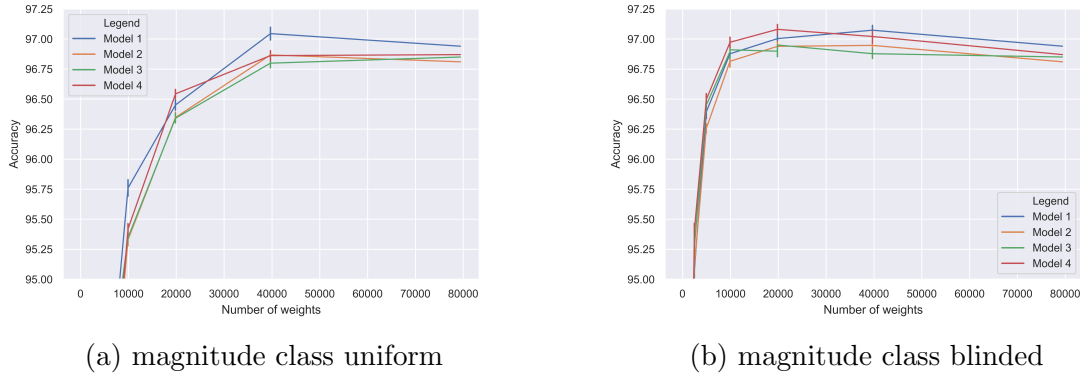 97.25
97.00
96.75
96.50
96.25
96.00
95.75
95.50
95.25
95.00
Accuracy
Legend
Model 1
Model 2
Model 3
Model 4
0 10000 20000 30000 40000 50000 60000 70000 80000
Number of weights
(a) magnitude class uniform
97.25
97.00
96.75
96.50
96.25
96.00
95.75
95.50
95.25
95.00
Accuracy
Legend
Model 1
Model 2
Model 3
Model 4
0 10000 20000 30000 40000 50000 60000 70000 80000
Number of weights
(b) magnitude class blinded